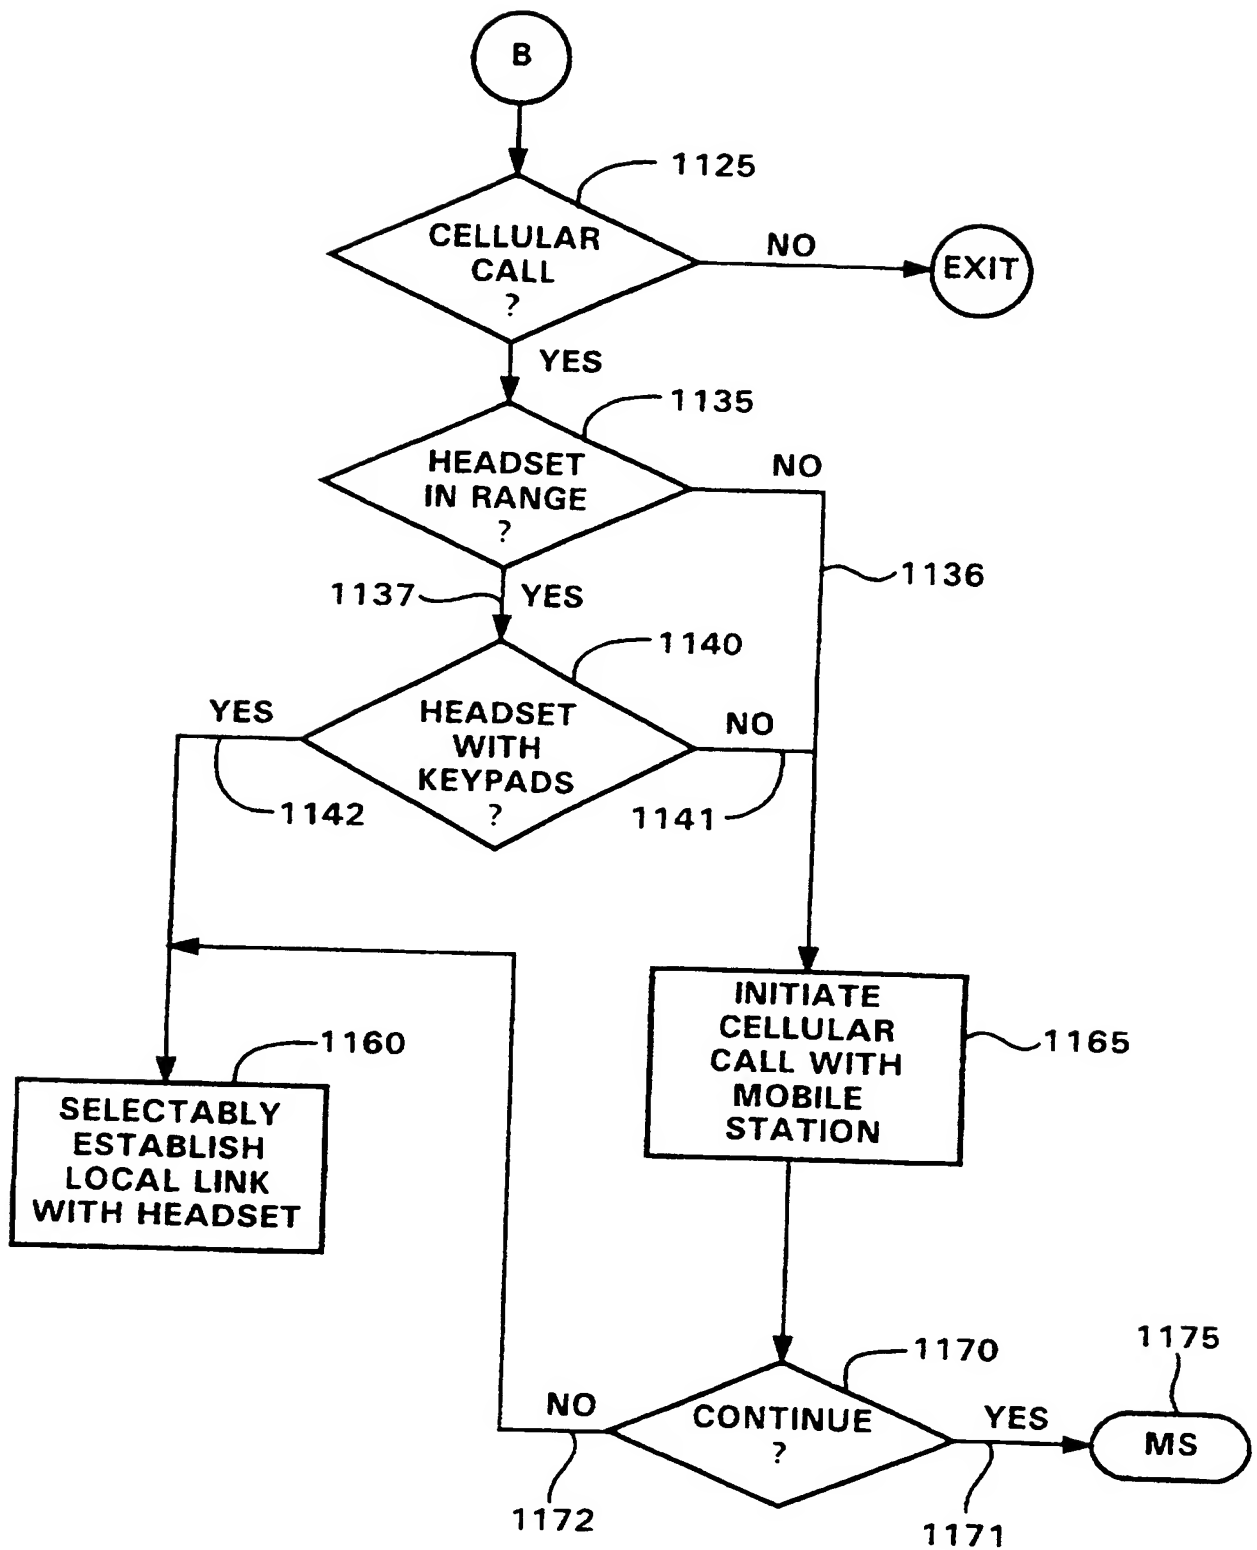 B
1125
CELLULAR
CALL
?
NO
EXIT
YES
1135
HEADSET
IN RANGE
?
NO
1136
1137
YES
1140
HEADSET
WITH
KEYPADS
?
YES
NO
1142
1141
INITIATE
CELLULAR
CALL WITH
MOBILE
STATION
1165
1160
SELECTABLY
ESTABLISH
LOCAL LINK
WITH HEADSET
1170
CONTINUE
?
NO
YES
1175
MS
1172
1171